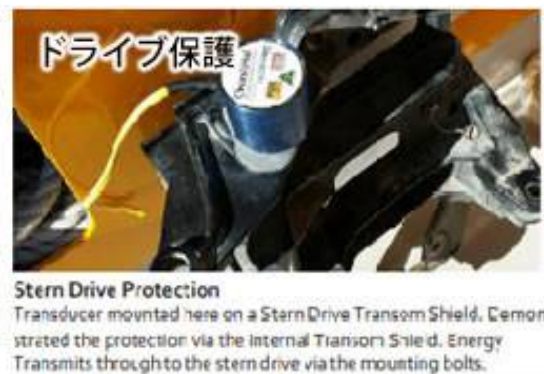 ドライブ保護
Stern Drive Protection
Transducer mounted here on a Stern Drive Transom Shield. Demon
strated the protection via the Internal Transom Shield. Energy
Transmits through to the stern drive via the mounting bolts.